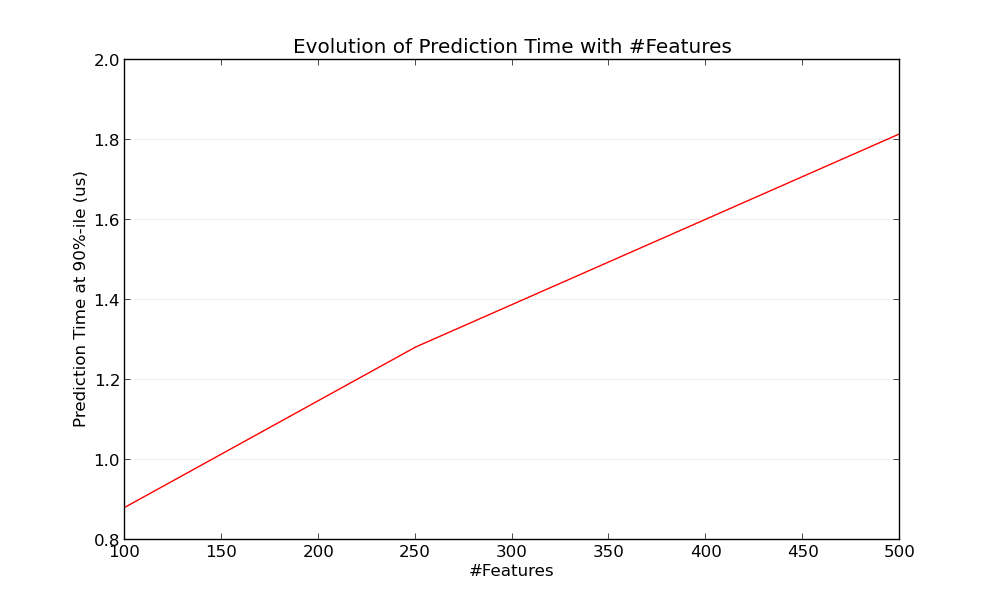 Evolution of Prediction Time with #Features
2.0
1.8
1.6
1.4
1.2
1.0
0.8
Prediction Time at 90%-ile (us)
100 150 200 250 300 350 400 450 500
#Features